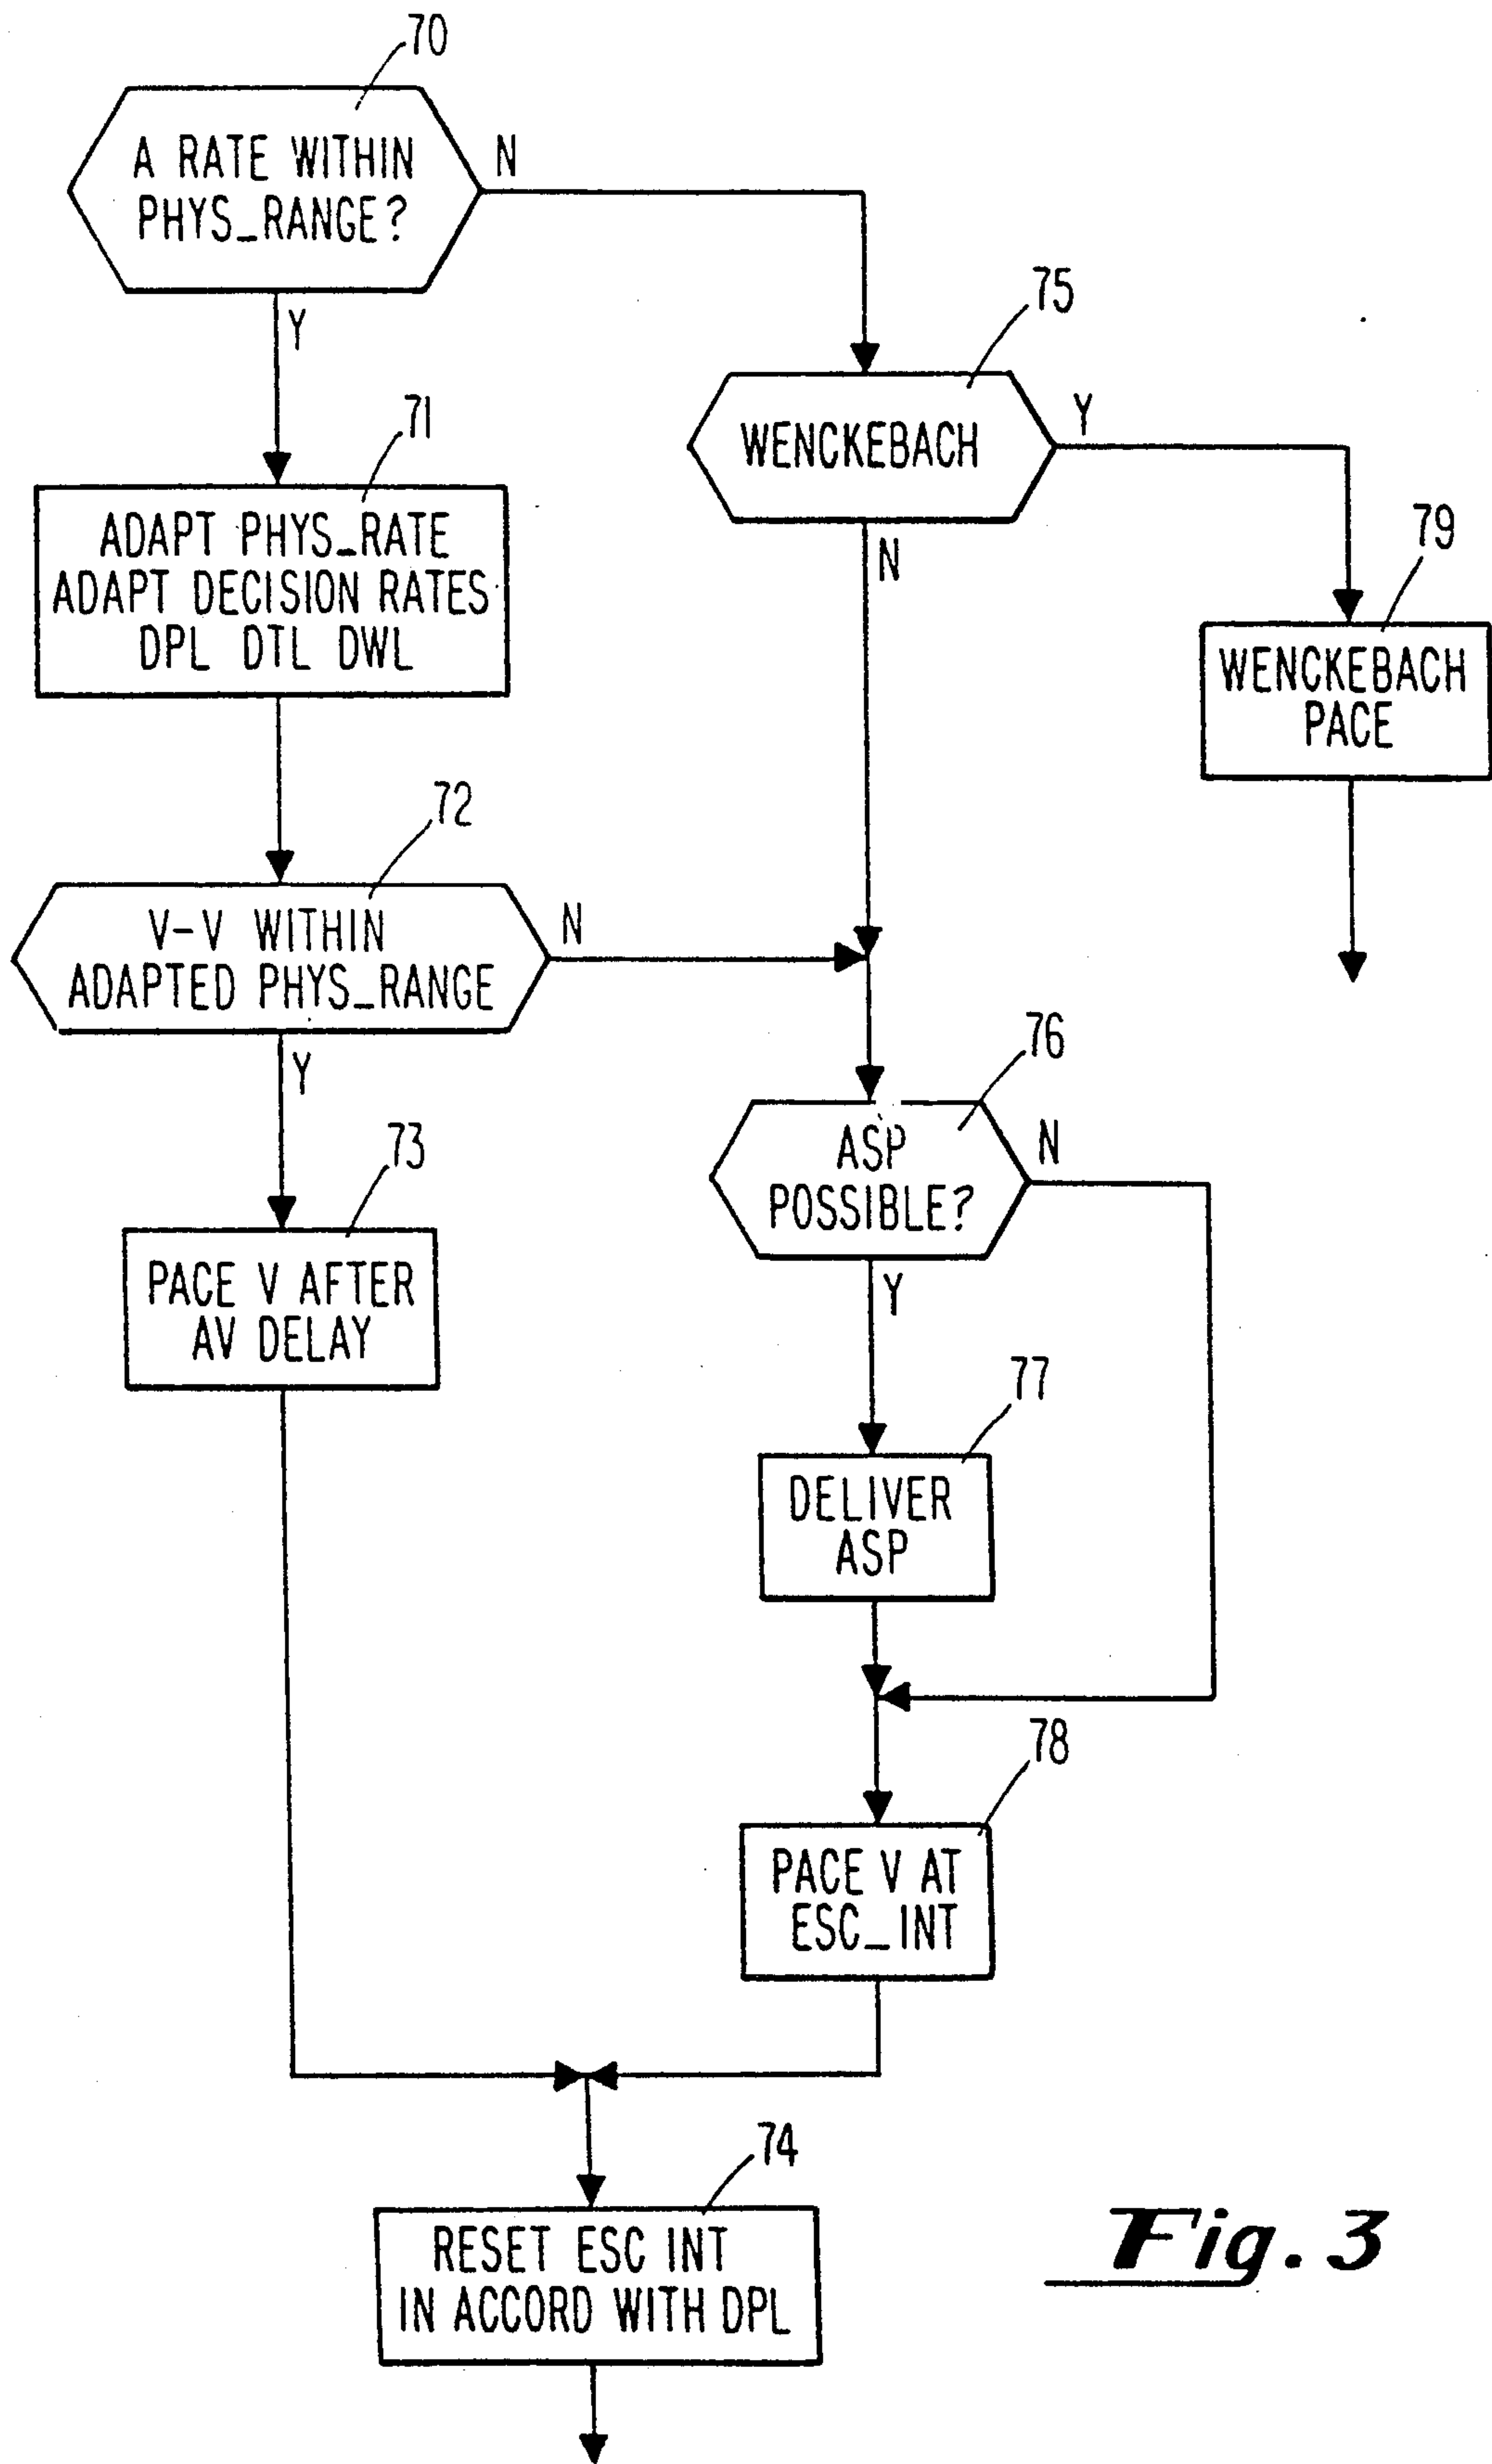 70
A RATE WITHIN
PHYS_RANGE?
N
Y
75
WENCKEBACH
Y
N
71
ADAPT PHYS_RATE
ADAPT DECISION RATES
DPL DTL DWL
79
WENCKEBACH
PACE
72
V-V WITHIN
ADAPTED PHYS_RANGE
N
Y
76
ASP
POSSIBLE?
N
Y
73
PACE V AFTER
AV DELAY
77
DELIVER
ASP
78
PACE V AT
ESC_INT
74
RESET ESC INT
IN ACCORD WITH DPL
Fig. 3